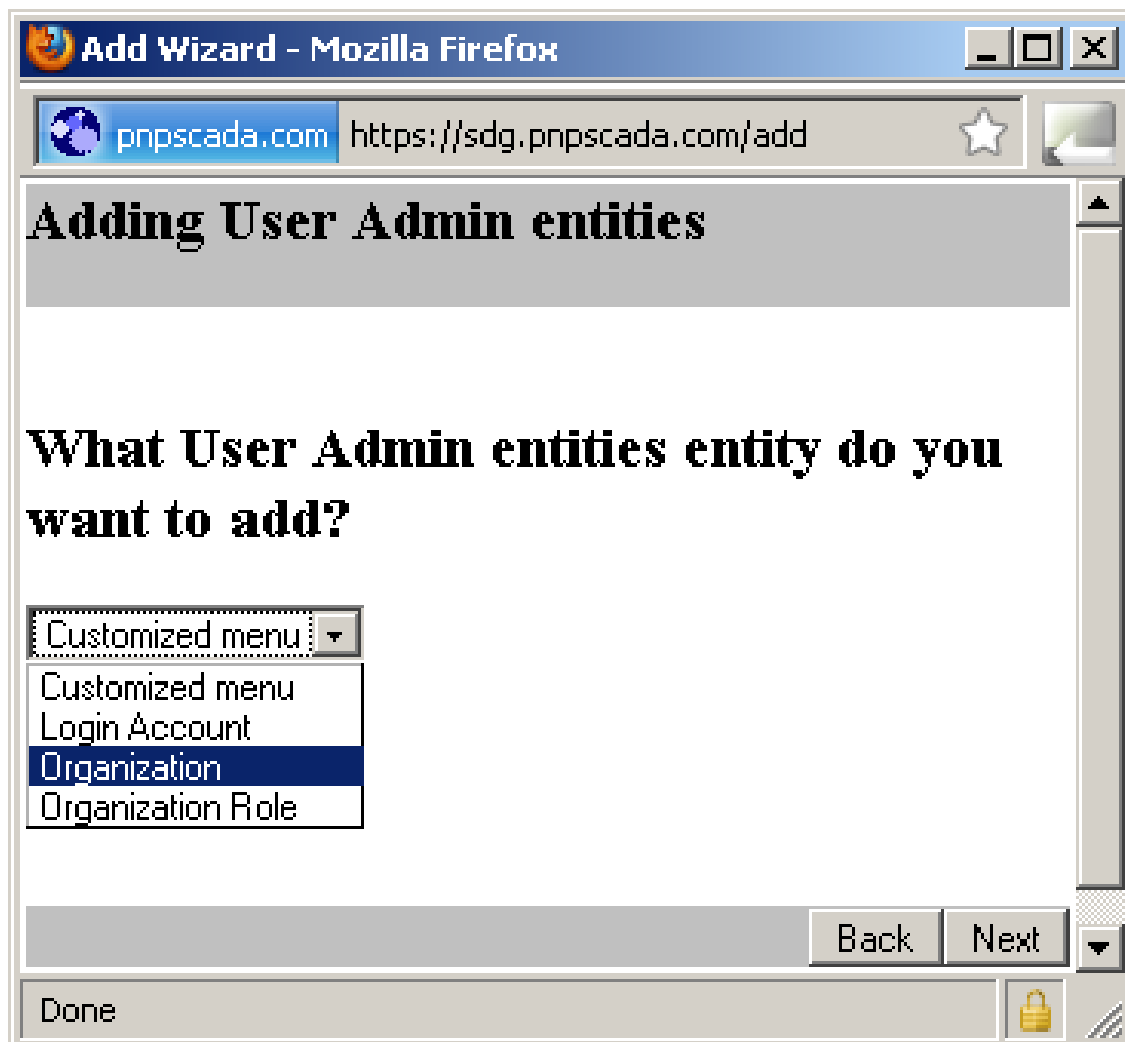 Add Wizard - Mozilla Firefox
pnpscada.com https://sdg.pnpscada.com/add
Adding User Admin entities
What User Admin entities entity do you
want to add?
Customized menu
Customized menu
Login Account
Organization
Organization Role
Back Next
Done